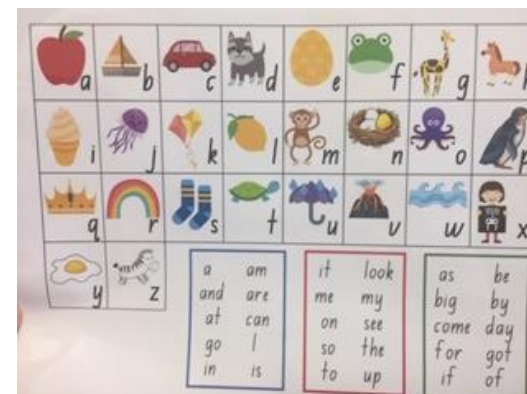 a b c d e f g h
i j k l m n o p
q r s t u v w x
y z
a am
and are
at can
go I
in is
it look
me my
on see
so the
to up
as be
big by
come day
for got
if of